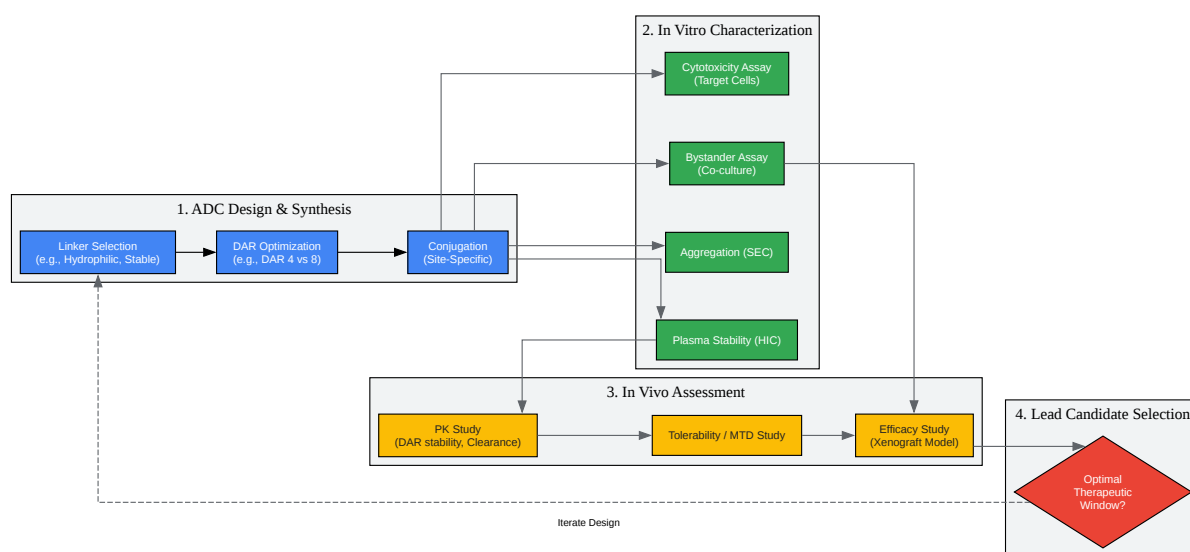 1. ADC Design & Synthesis
Linker Selection
(e.g., Hydrophilic, Stable)
DAR Optimization
(e.g., DAR 4 vs 8)
Conjugation
(Site-Specific)
2. In Vitro Characterization
Cytotoxicity Assay
(Target Cells)
Bystander Assay
(Co-culture)
Aggregation (SEC)
Plasma Stability (HIC)
3. In Vivo Assessment
PK Study
(DAR stability, Clearance)
Tolerability / MTD Study
Efficacy Study
(Xenograft Model)
4. Lead Candidate Selection
Optimal
Therapeutic
Window?
Iterate Design